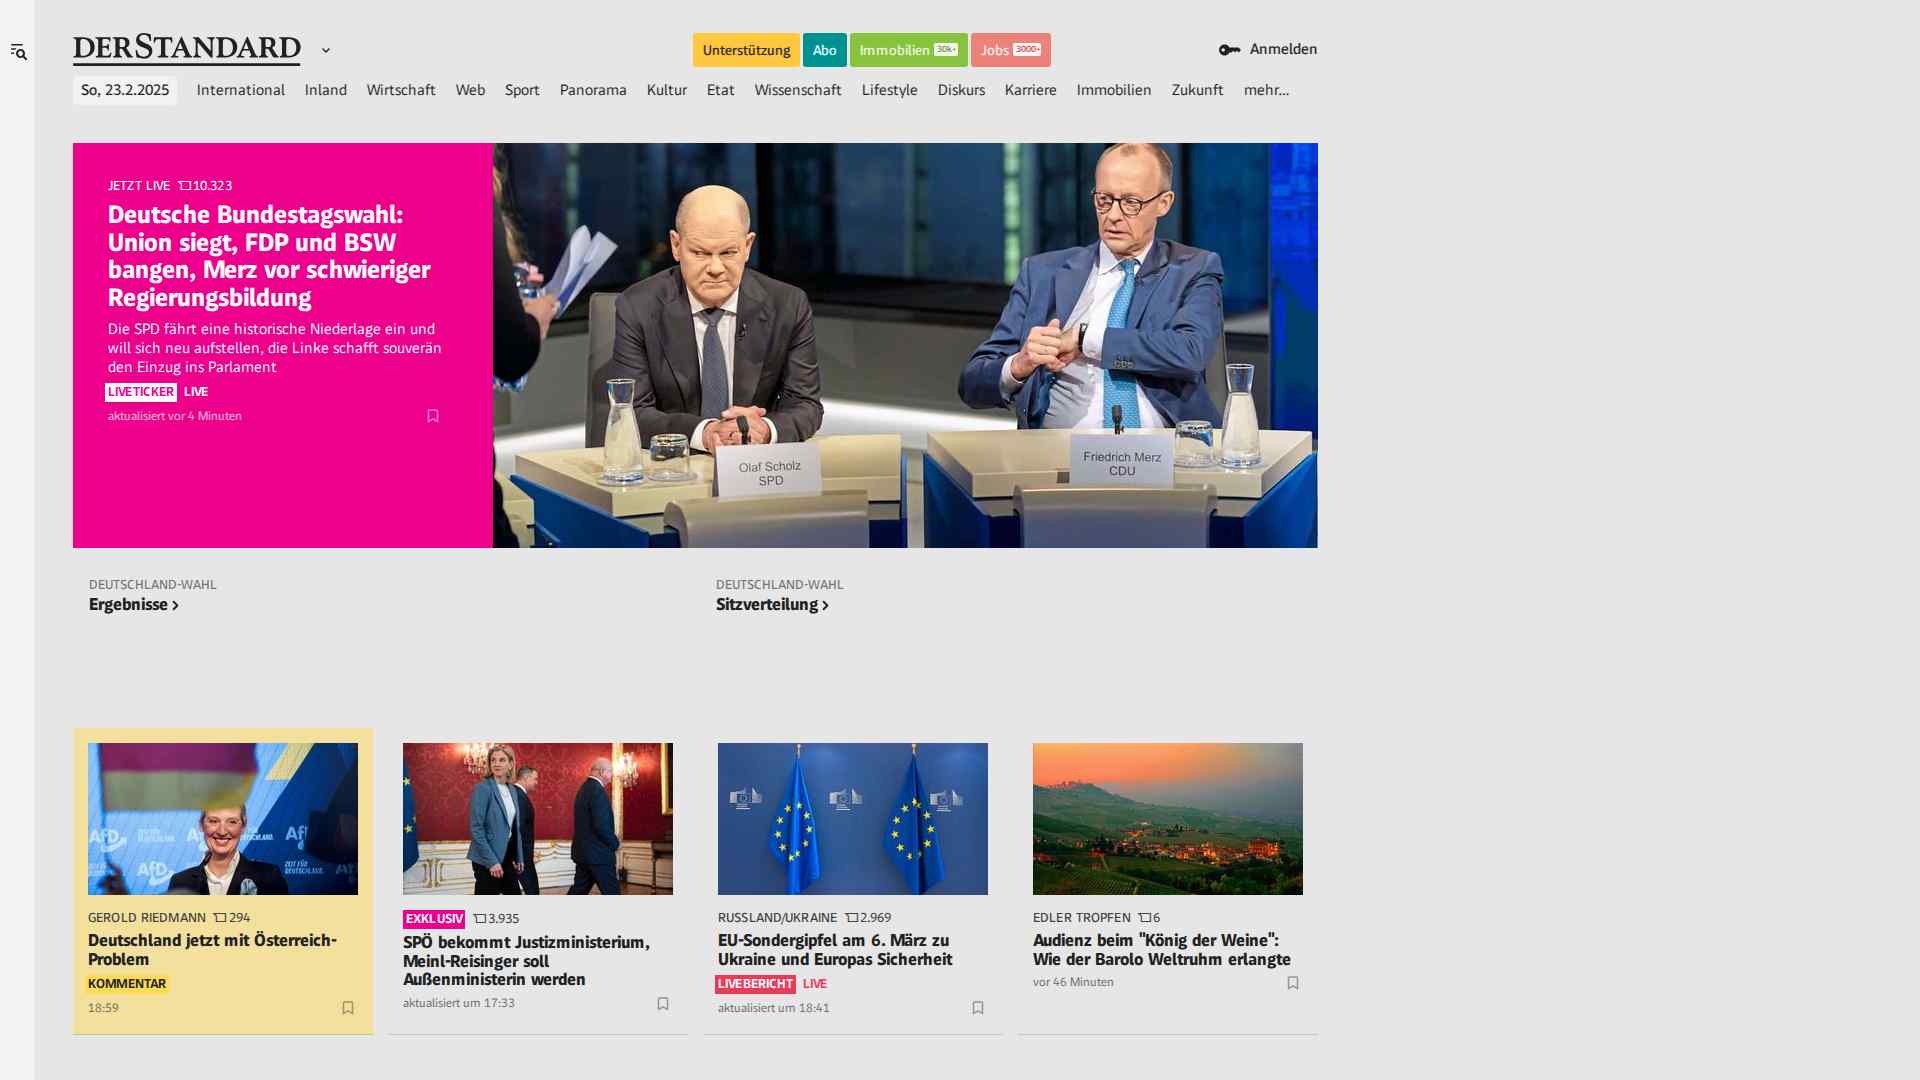 DERSTANDARD
Unterstützung
Abo
Immobilien 30k+
Jobs 3000+
Anmelden
So, 23.2.2025
International
Inland
Wirtschaft
Web
Sport
Panorama
Kultur
Etat
Wissenschaft
Lifestyle
Diskurs
Karriere
Immobilien
Zukunft
mehr...
JETZT LIVE 10.323
Deutsche Bundestagswahl:
Union siegt, FDP und BSW
bangen, Merz vor schwieriger
Regierungsbildung
Die SPD fährt eine historische Niederlage ein und
will sich neu aufstellen, die Linke schafft souverän
den Einzug ins Parlament
LIVETICKER LIVE
aktualisiert vor 4 Minuten
Olaf Scholz
SPD
Friedrich Merz
CDU
DEUTSCHLAND-WAHL
Ergebnisse
DEUTSCHLAND-WAHL
Sitzverteilung
AfD
AfD
GEROLD RIEDMANN 294
Deutschland jetzt mit Österreich-
Problem
KOMMENTAR
18:59
EXKLUSIV 3.935
SPÖ bekommt Justizministerium,
Meinl-Reisinger soll
Außenministerin werden
aktualisiert um 17:33
RUSSLAND/UKRAINE 2.969
EU-Sondergipfel am 6. März zu
Ukraine und Europas Sicherheit
LIVEBERICHT LIVE
aktualisiert um 18:41
EDLER TROPFEN 6
Audienz beim "König der Weine":
Wie der Barolo Weltruhm erlangte
vor 46 Minuten